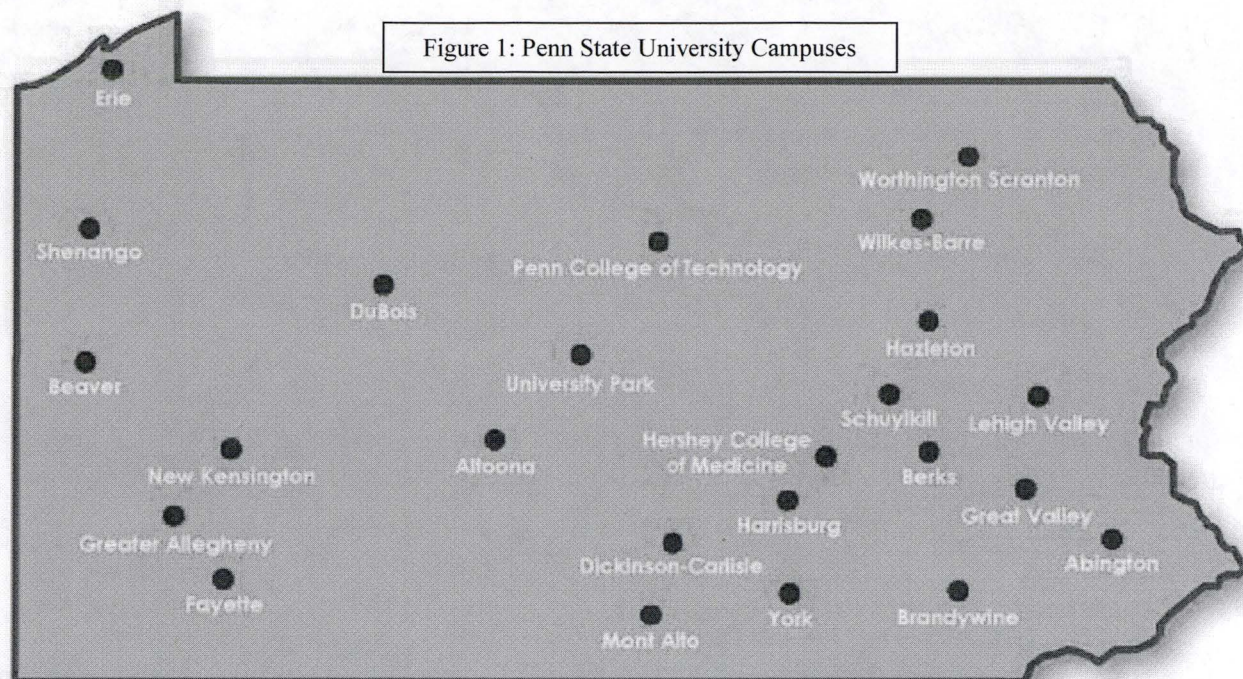 Figure 1: Penn State University Campuses
Erie
Worthington Scranton
Shenango
Wilkes-Barre
Penn College of Technology
DuBois
Hazleton
Beaver
University Park
Schuylkill
Lehigh Valley
Hershey College
of Medicine
New Kensington
Altoona
Berks
Harrisburg
Great Valley
Greater Allegheny
Dickinson-Carlisle
Abington
Fayette
Mont Alto
York
Brandywine